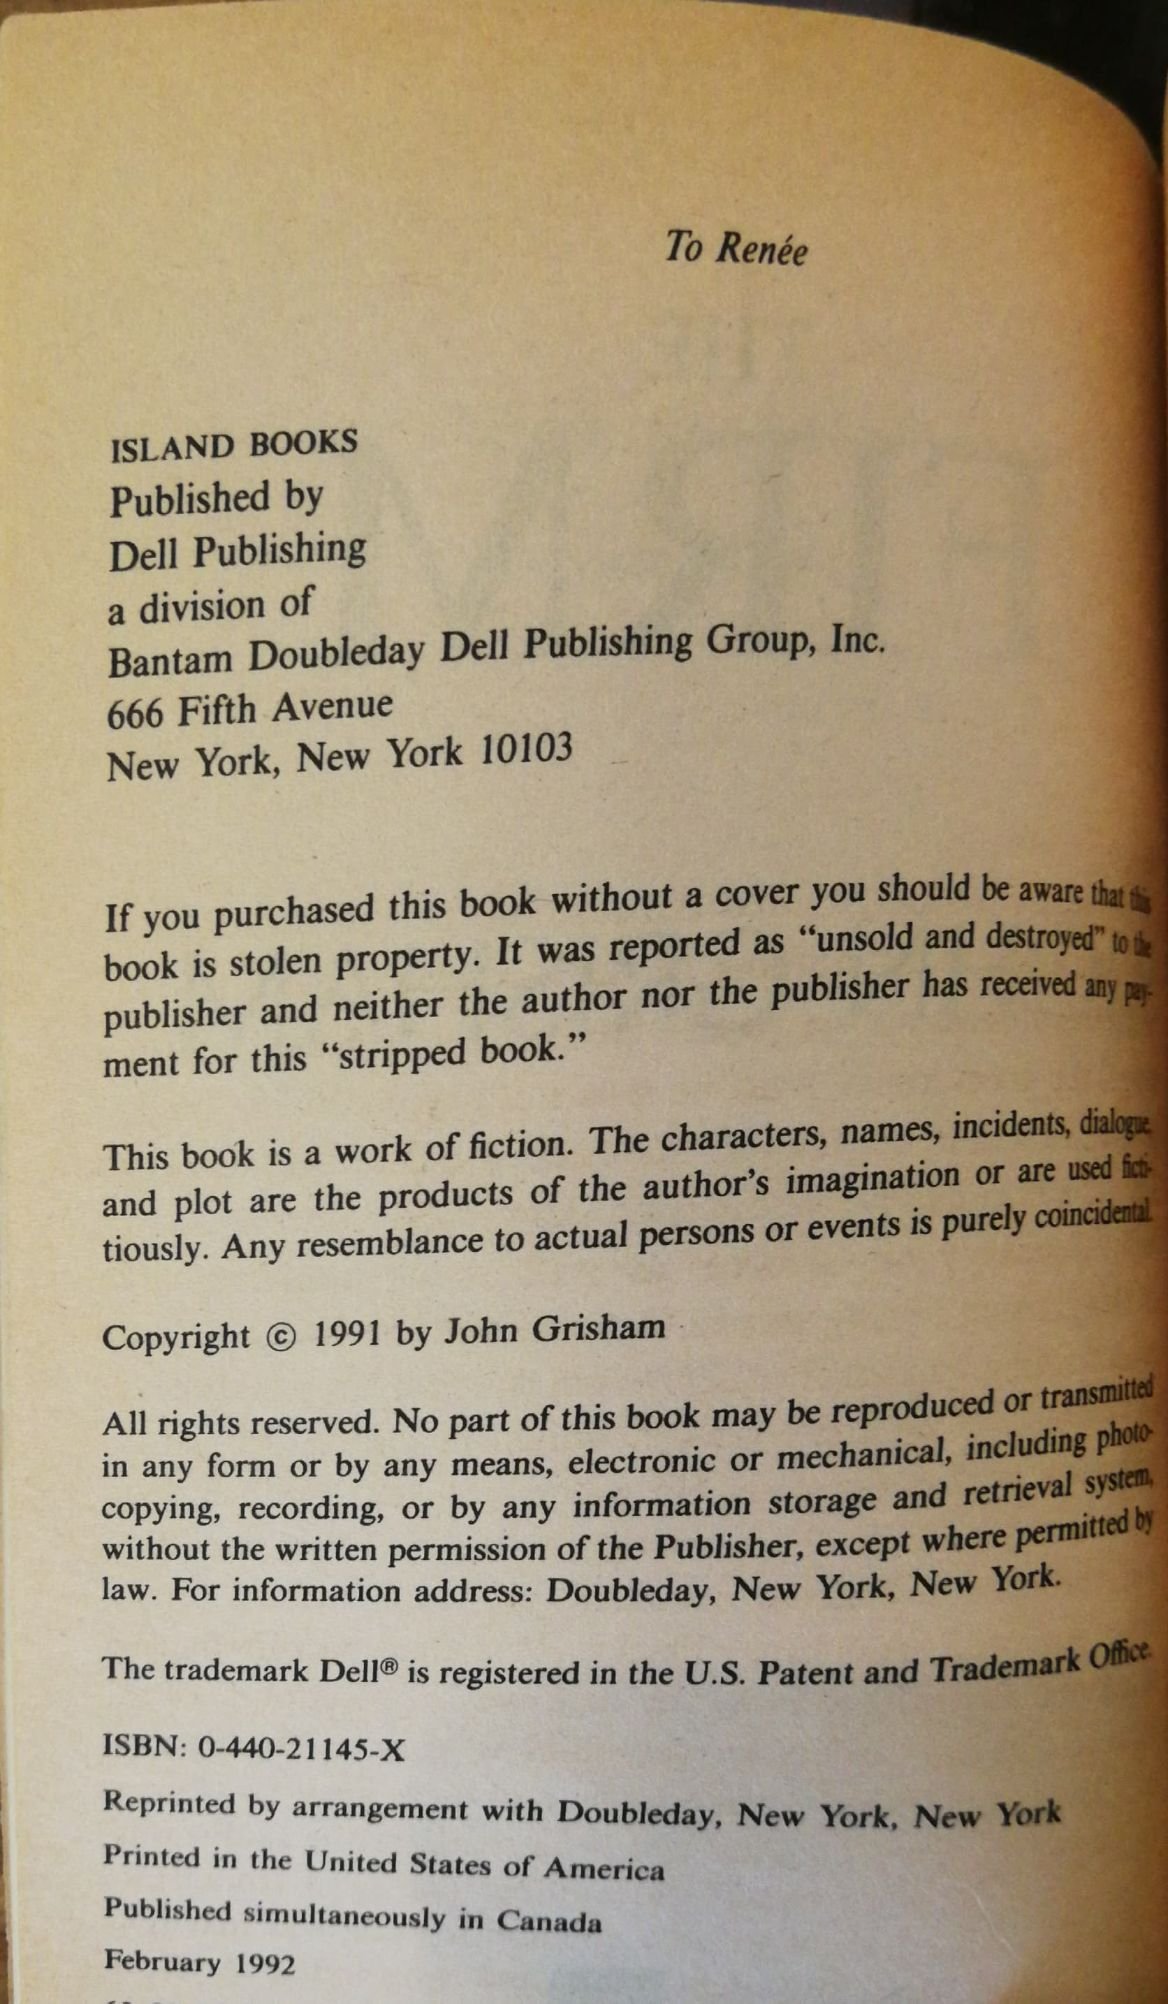 To Renée
ISLAND BOOKS
Published by
Dell Publishing
a division of
Bantam Doubleday Dell Publishing Group, Inc.
666 Fifth Avenue
New York, New York 10103
If you purchased this book without a cover you should be aware that this
book is stolen property. It was reported as “unsold and destroyed” to the
publisher and neither the author nor the publisher has received any pay-
ment for this “stripped book.”
This book is a work of fiction. The characters, names, incidents, dialogue,
and plot are the products of the author’s imagination or are used ficti-
tiously. Any resemblance to actual persons or events is purely coincidental.
Copyright © 1991 by John Grisham
All rights reserved. No part of this book may be reproduced or transmitted
in any form or by any means, electronic or mechanical, including photo-
copying, recording, or by any information storage and retrieval system,
without the written permission of the Publisher, except where permitted by
law. For information address: Doubleday, New York, New York.
The trademark Dell® is registered in the U.S. Patent and Trademark Office.
ISBN: 0-440-21145-X
Reprinted by arrangement with Doubleday, New York, New York
Printed in the United States of America
Published simultaneously in Canada
February 1992